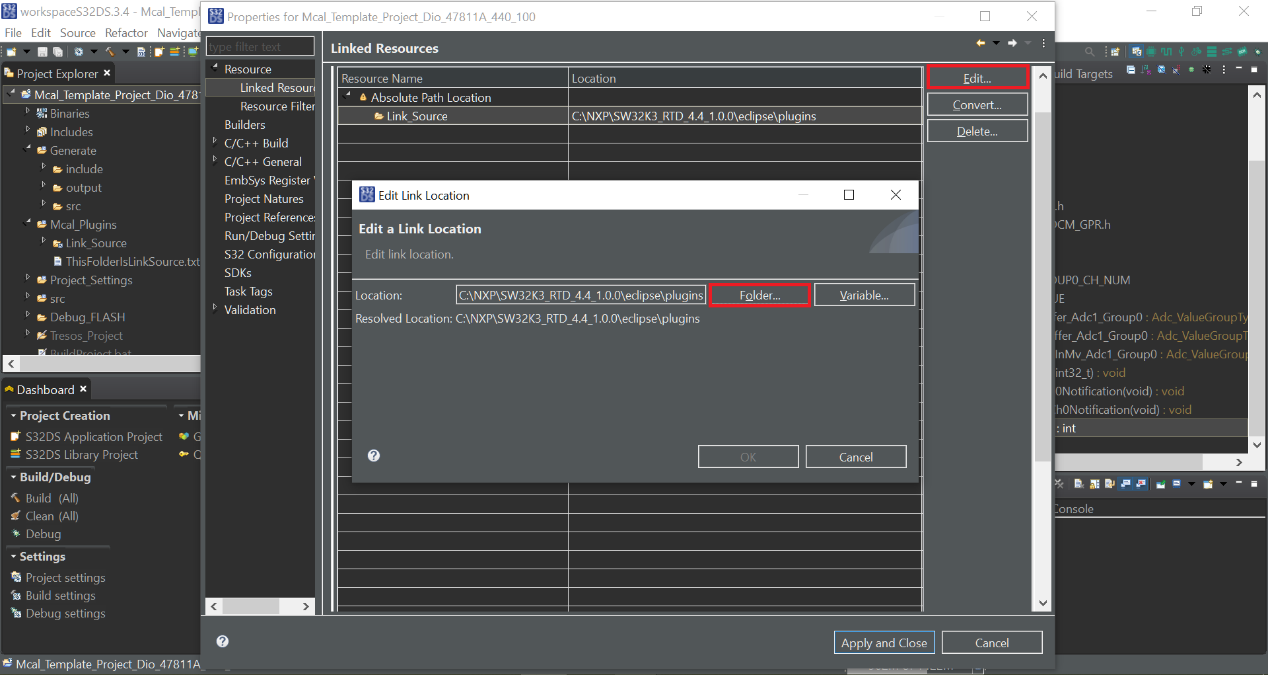 workspaceS32DS.3.4 - Mcal_Templ
File Edit Source Refactor Navigate
Project Explorer
Mcal_Template_Project_Dio_4781
Binaries
Includes
Generate
include
output
src
Mcal_Plugins
Link_Source
ThisFolderIsLinkSource.txt
Project_Settings
src
Debug_FLASH
Tresos_Project
BuildProject.bat
Dashboard
Project Creation
Mi
S32DS Application Project
S32DS Library Project
Build/Debug
Build (All)
Clean (All)
Debug
Settings
Project settings
Build settings
Debug settings
Mcal_Template_Project_Dio_47811A
Properties for Mcal_Template_Project_Dio_47811A_440_100
type filter text
Resource
Linked Resour
Resource Filter
Builders
C/C++ Build
C/C++ General
EmbSys Register
Project Natures
Project References
Run/Debug Settin
S32 Configuration
SDKs
Task Tags
Validation
Linked Resources
Resource Name Location
Absolute Path Location
Link_Source C:\NXP\SW32K3_RTD_4.4_1.0.0\eclipse\plugins
Edit...
Convert...
Delete...
Edit Link Location
Edit a Link Location
Edit link location.
Location: C:\NXP\SW32K3_RTD_4.4_1.0.0\eclipse\plugins Folder... Variable...
Resolved Location: C:\NXP\SW32K3_RTD_4.4_1.0.0\eclipse\plugins
OK Cancel
Apply and Close Cancel
uild Targets
.h
DCM_GPR.h
OUP0_CH_NUM
UE
ffer_Adc1_Group0 : Adc_ValueGroupTy
ffer_Adc1_Group0 : Adc_ValueGroupT
InMv_Adc1_Group0 : Adc_ValueGroup
int32_t) : void
0Notification(void) : void
h0Notification(void) : void
: int
Console